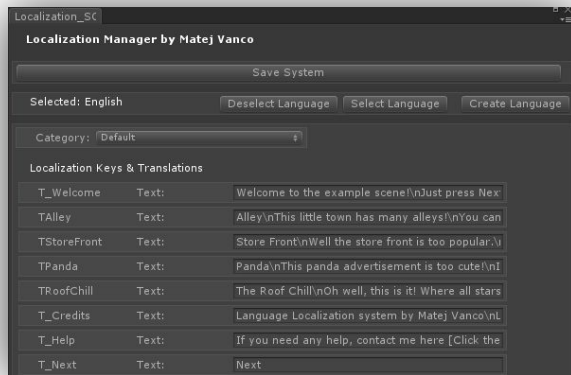 Localization_SO
Localization Manager by Matej Vanco
Save System
Selected: English Deselect Language Select Language Create Language
Category: Default
Localization Keys & Translations
T_Welcome Text: Welcome to the example scene!\nJust press Nex
TAlley Text: Alley\nThis little town has many alleys!\nYou can
TStoreFront Text: Store Front\nWell the store front is too popular.\
TPanda Text: Panda\nThis panda advertisement is too cute!\nI
TRoofChill Text: The Roof Chill\nOh well, this is it! Where all stars
T_Credits Text: Language Localization system by Matej Vanco\nL
T_Help Text: If you need any help, contact me here [Click the
T_Next Text: Next